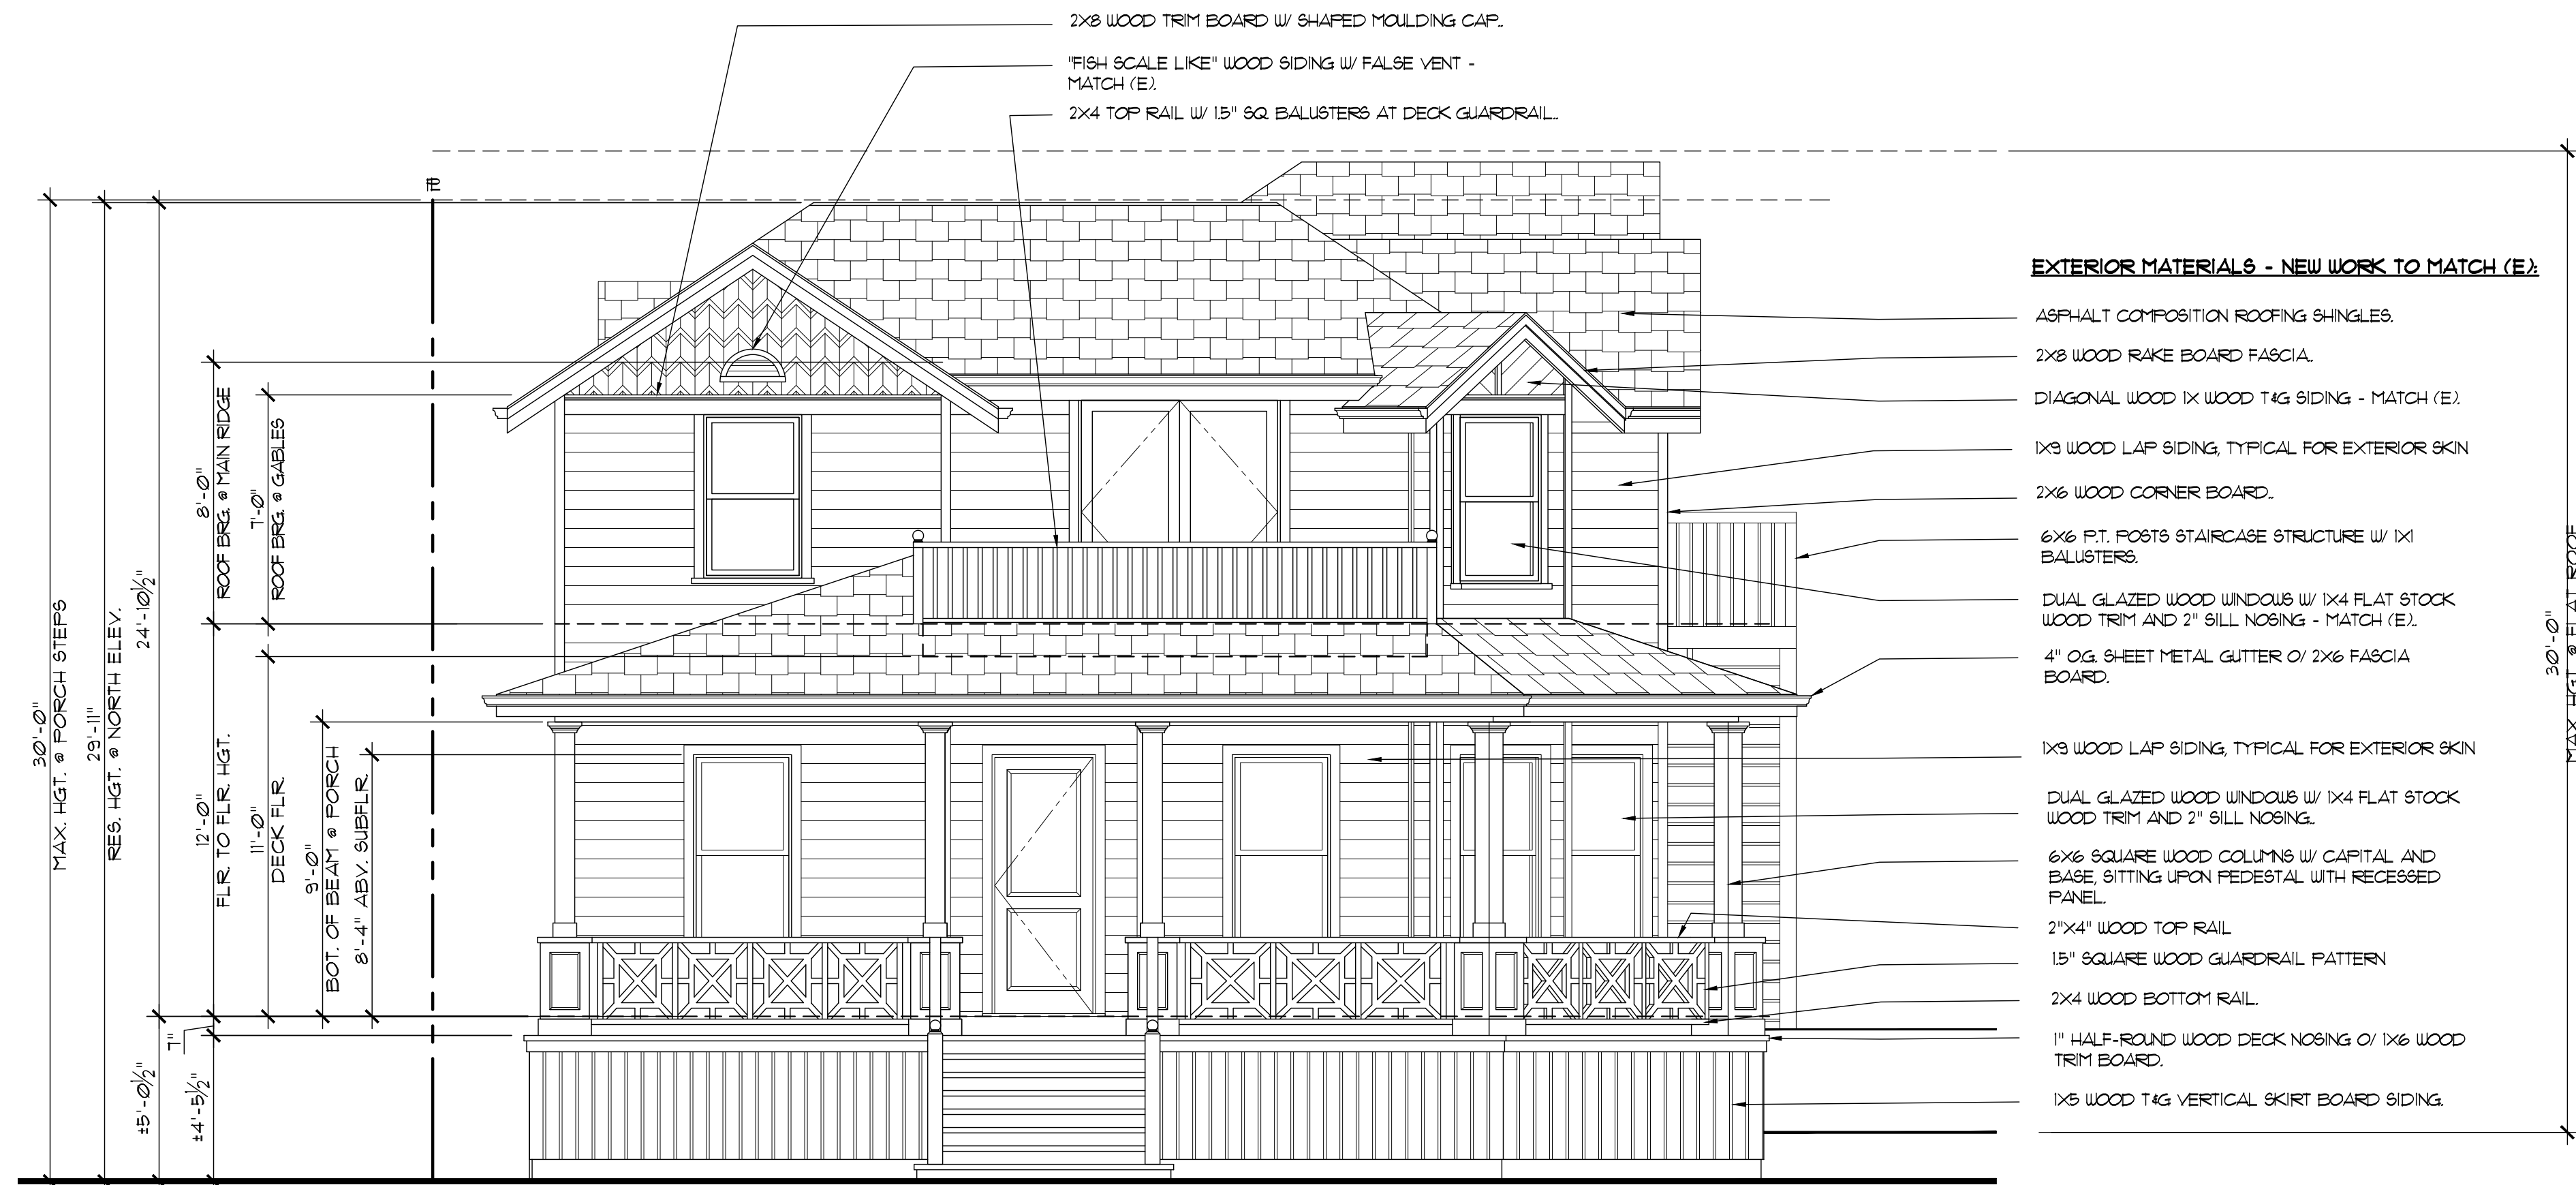 2X8 WOOD TRIM BOARD W/ SHAPED MOULDING CAP..
"FISH SCALE LIKE" WOOD SIDING W/ FALSE VENT -
MATCH (E).
2X4 TOP RAIL W/ 1.5" SQ. BALUSTERS AT DECK GUARDRAIL..
EXTERIOR MATERIALS - NEW WORK TO MATCH (E):
ASPHALT COMPOSITION ROOFING SHINGLES.
2X8 WOOD RAKE BOARD FASCIA..
DIAGONAL WOOD 1X WOOD T&G SIDING - MATCH (E).
1X9 WOOD LAP SIDING, TYPICAL FOR EXTERIOR SKIN
2X6 WOOD CORNER BOARD..
6X6 P.T. POSTS STAIRCASE STRUCTURE W/ 1X1
BALUSTERS.
DUAL GLAZED WOOD WINDOWS W/ 1X4 FLAT STOCK
WOOD TRIM AND 2" SILL NOSING - MATCH (E)..
4" O.G. SHEET METAL GUTTER O/ 2X6 FASCIA
BOARD.
1X9 WOOD LAP SIDING, TYPICAL FOR EXTERIOR SKIN
DUAL GLAZED WOOD WINDOWS W/ 1X4 FLAT STOCK
WOOD TRIM AND 2" SILL NOSING..
6X6 SQUARE WOOD COLUMNS W/ CAPITAL AND
BASE, SITTING UPON PEDESTAL WITH RECESSED
PANEL.
2"X4" WOOD TOP RAIL
1.5" SQUARE WOOD GUARDRAIL PATTERN
2X4 WOOD BOTTOM RAIL.
1" HALF-ROUND WOOD DECK NOSING O/ 1X6 WOOD
TRIM BOARD.
1X5 WOOD T&G VERTICAL SKIRT BOARD SIDING.
30'-0"
MAX. HGT. @ PORCH STEPS
29'-11"
RES. HGT. @ NORTH ELEV.
24'-10½"
±5'-0½"
8'-0"
ROOF BRG. @ MAIN RIDGE
7'-0"
ROOF BRG. @ GABLES
12'-0"
FLR. TO FLR. HGT.
11'-0"
DECK FLR.
9'-0"
BOT. OF BEAM @ PORCH
8'-4" ABV. SUBFLR.
7"
±4'-5½"
30'-0"